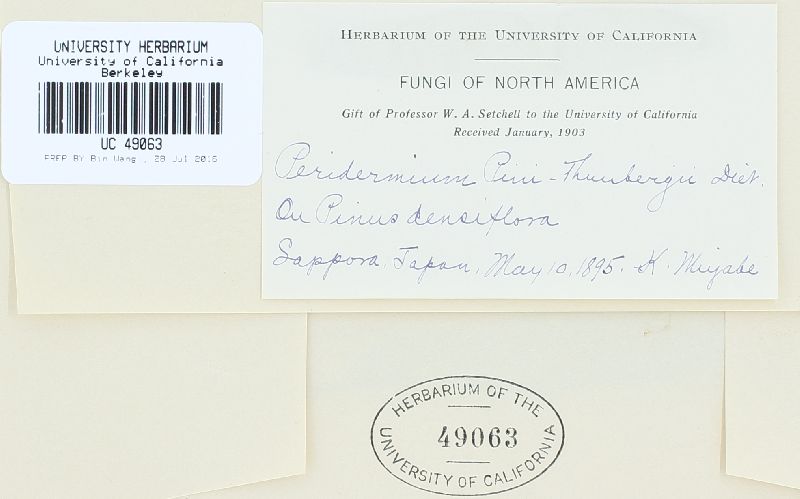 UNIVERSITY HERBARIUM
University of California
Berkeley
UC 49063
PREP BY Bin Wang , 28 Jul 2016
HERBARIUM OF THE UNIVERSITY OF CALIFORNIA
FUNGI OF NORTH AMERICA
Gift of Professor W. A. Setchell to the University of California
Received January, 1903
Peridermium Pini-Thunbergii Diet.
On Pinus densiflora
Sappora, Japan, May 10, 1895. K. Miyabe
HERBARIUM OF THE
49063
UNIVERSITY OF CALIFORNIA